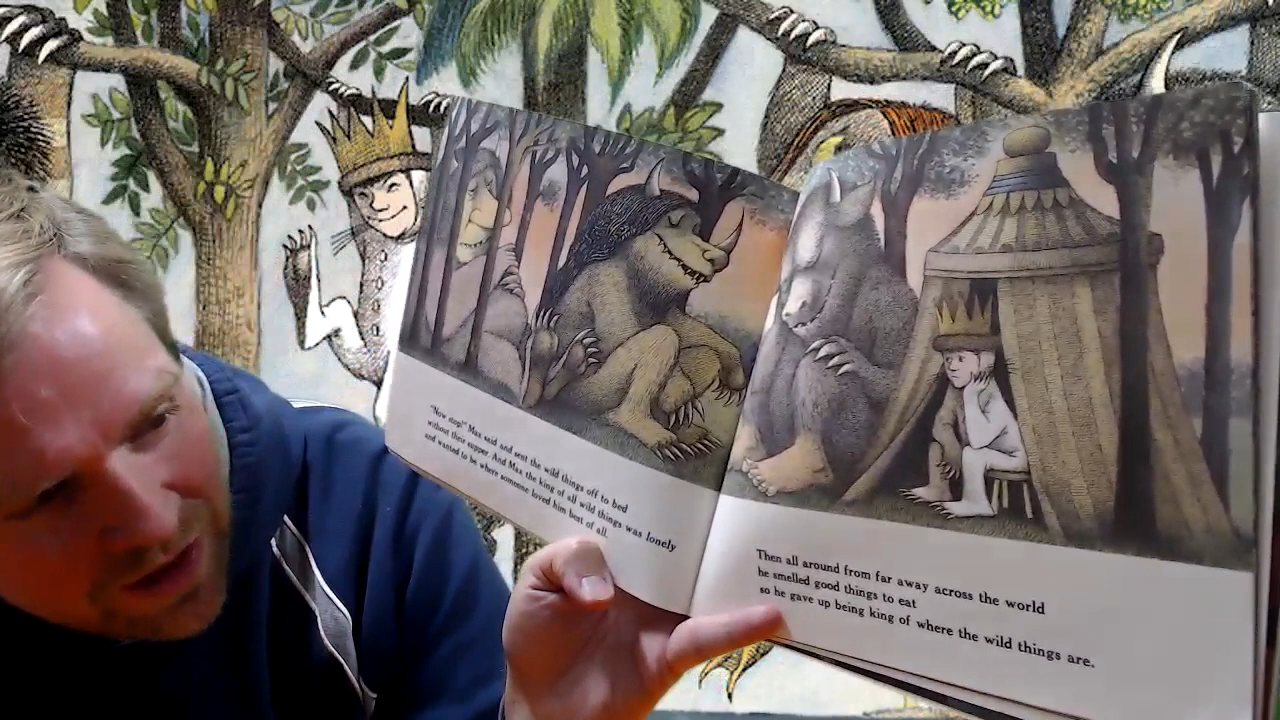 "Now stop!" Max said and sent the wild things off to bed
without their supper. And Max the king of all wild things was lonely
and wanted to be where someone loved him best of all.
Then all around from far away across the world
he smelled good things to eat
so he gave up being king of where the wild things are.